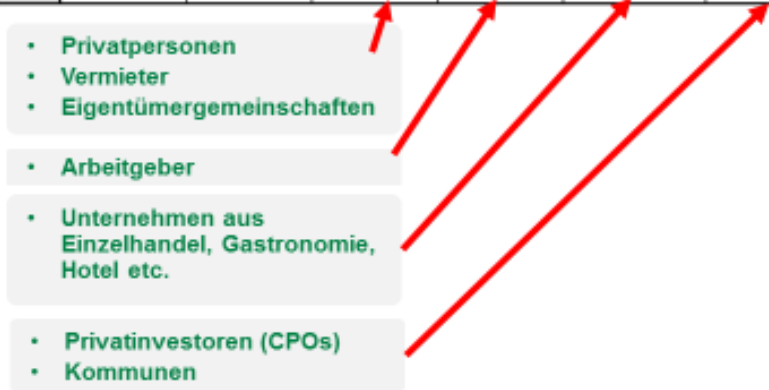 • Privatpersonen
• Vermieter
• Eigentümergemeinschaften
• Arbeitgeber
• Unternehmen aus
Einzelhandel, Gastronomie,
Hotel etc.
• Privatinvestoren (CPOs)
• Kommunen